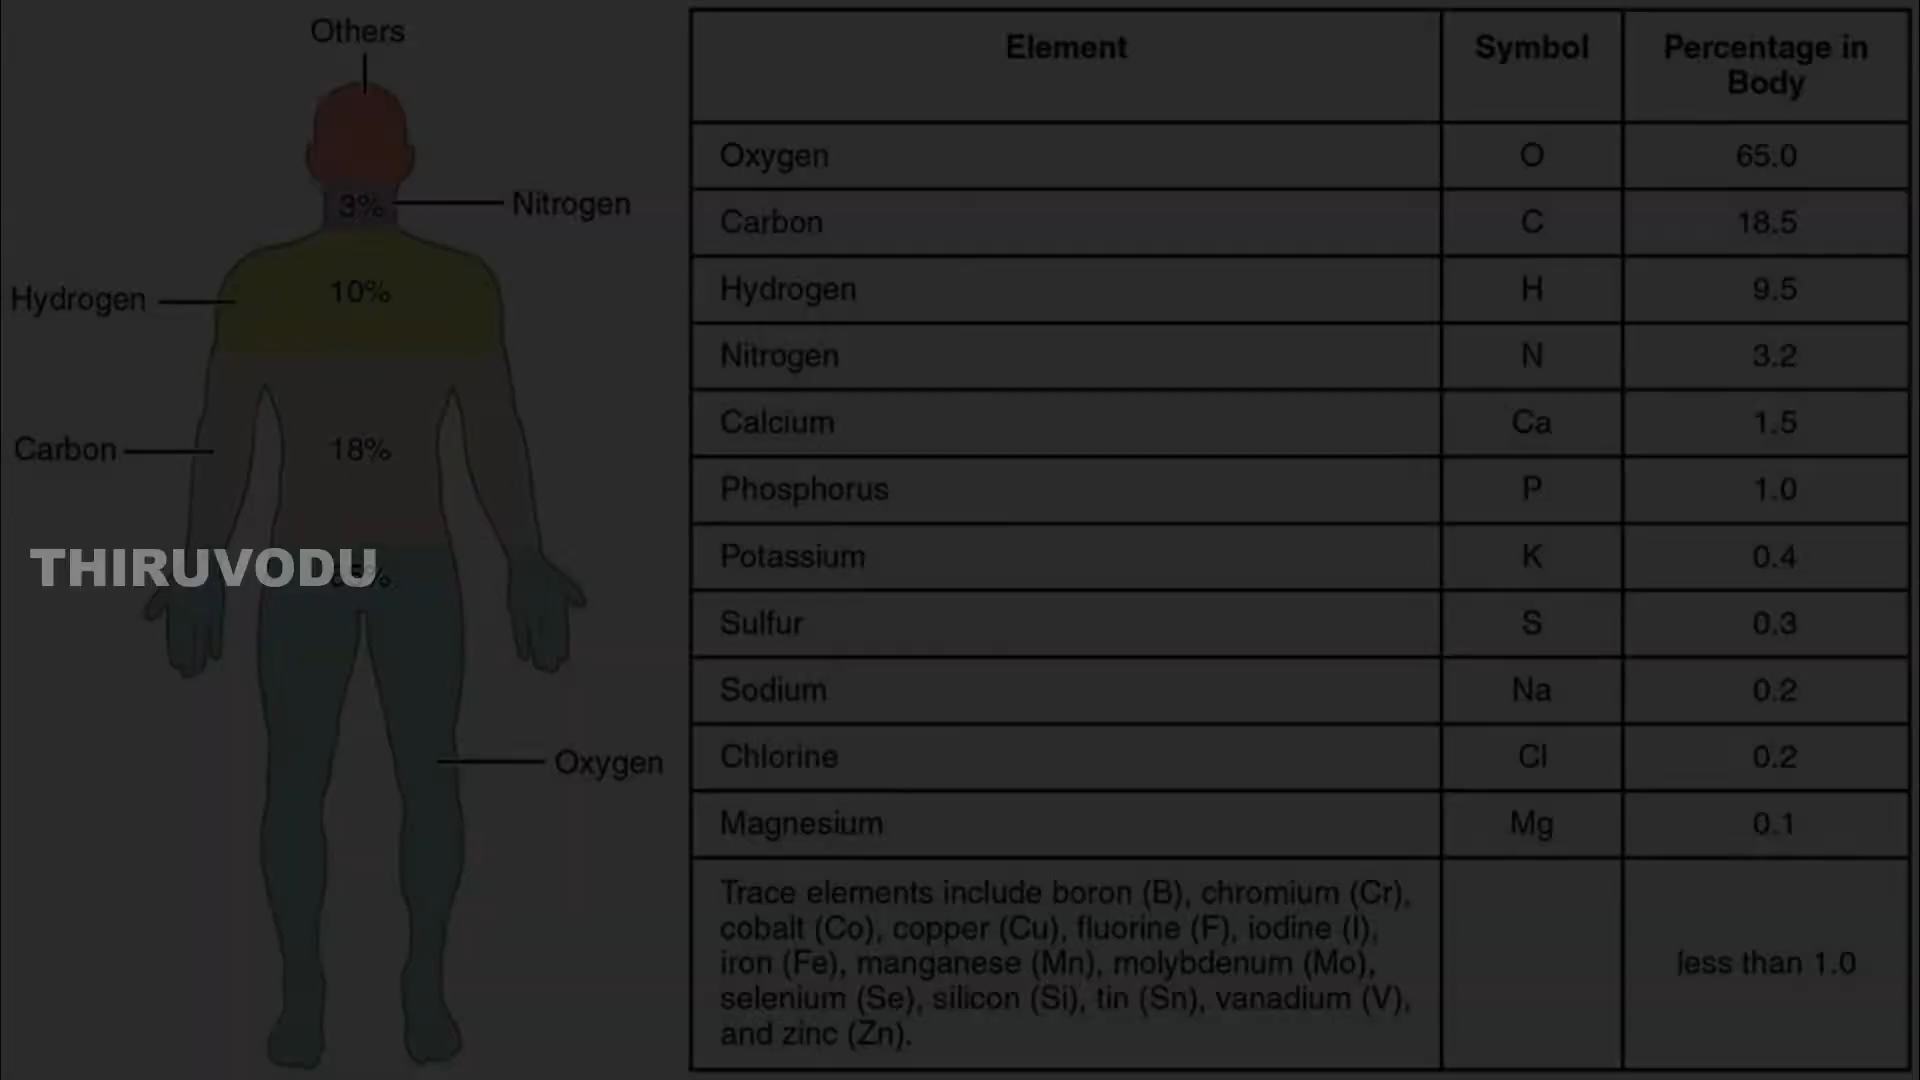 Others
3%
Nitrogen
Hydrogen
10%
Carbon
18%
THIRUVODU
65%
Oxygen
Element Symbol Percentage in Body
Oxygen O 65.0
Carbon C 18.5
Hydrogen H 9.5
Nitrogen N 3.2
Calcium Ca 1.5
Phosphorus P 1.0
Potassium K 0.4
Sulfur S 0.3
Sodium Na 0.2
Chlorine Cl 0.2
Magnesium Mg 0.1
Trace elements include boron (B), chromium (Cr),
cobalt (Co), copper (Cu), fluorine (F), iodine (I),
iron (Fe), manganese (Mn), molybdenum (Mo),
selenium (Se), silicon (Si), tin (Sn), vanadium (V),
and zinc (Zn).
less than 1.0